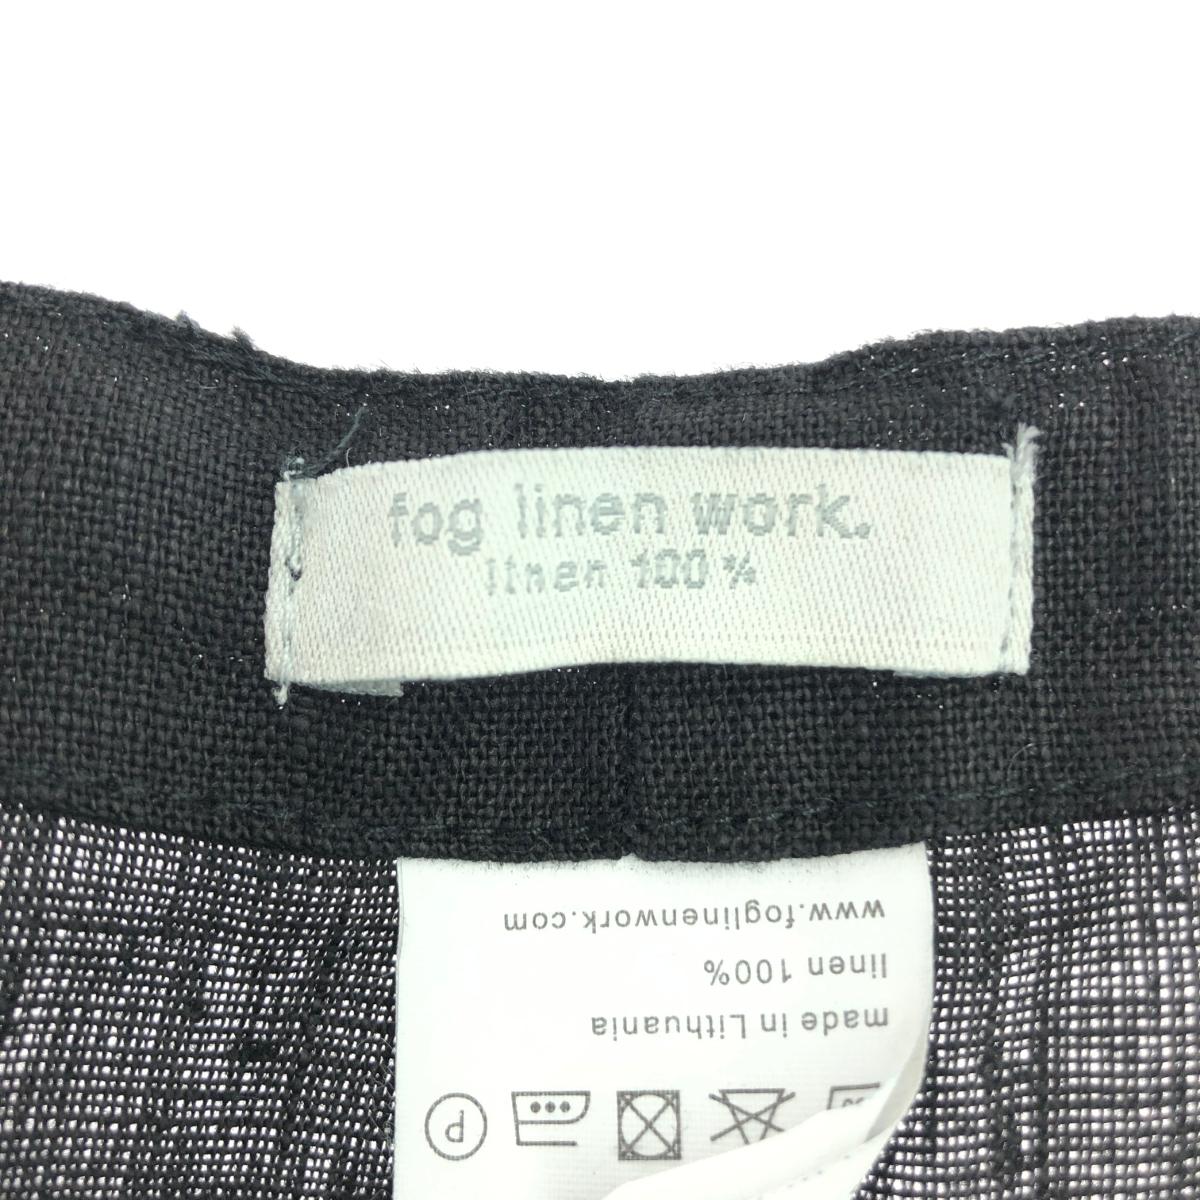 fog linen work.
linen 100%
www.foglinenwork.com
linen 100%
made in Lithuania
P